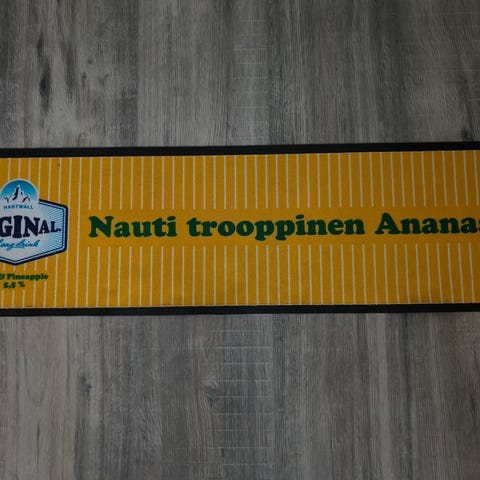 HARTWALL
GINAL
Long drink
& Pineapple
5,5 %
Nauti trooppinen Ananas